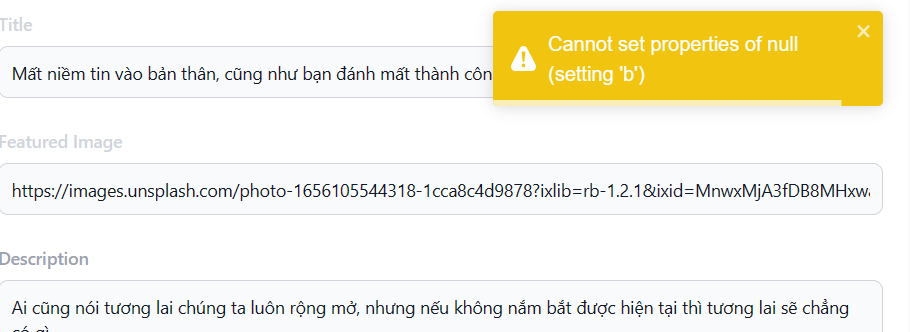 Title
Cannot set properties of null
(setting 'b')
Mất niềm tin vào bản thân, cũng như bạn đánh mất thành côn
Featured Image
https://images.unsplash.com/photo-1656105544318-1cca8c4d9878?ixlib=rb-1.2.1&ixid=MnwxMjA3fDB8MHxwa
Description
Ai cũng nói tương lai chúng ta luôn rộng mở, nhưng nếu không nắm bắt được hiện tại thì tương lai sẽ chẳng
có gì